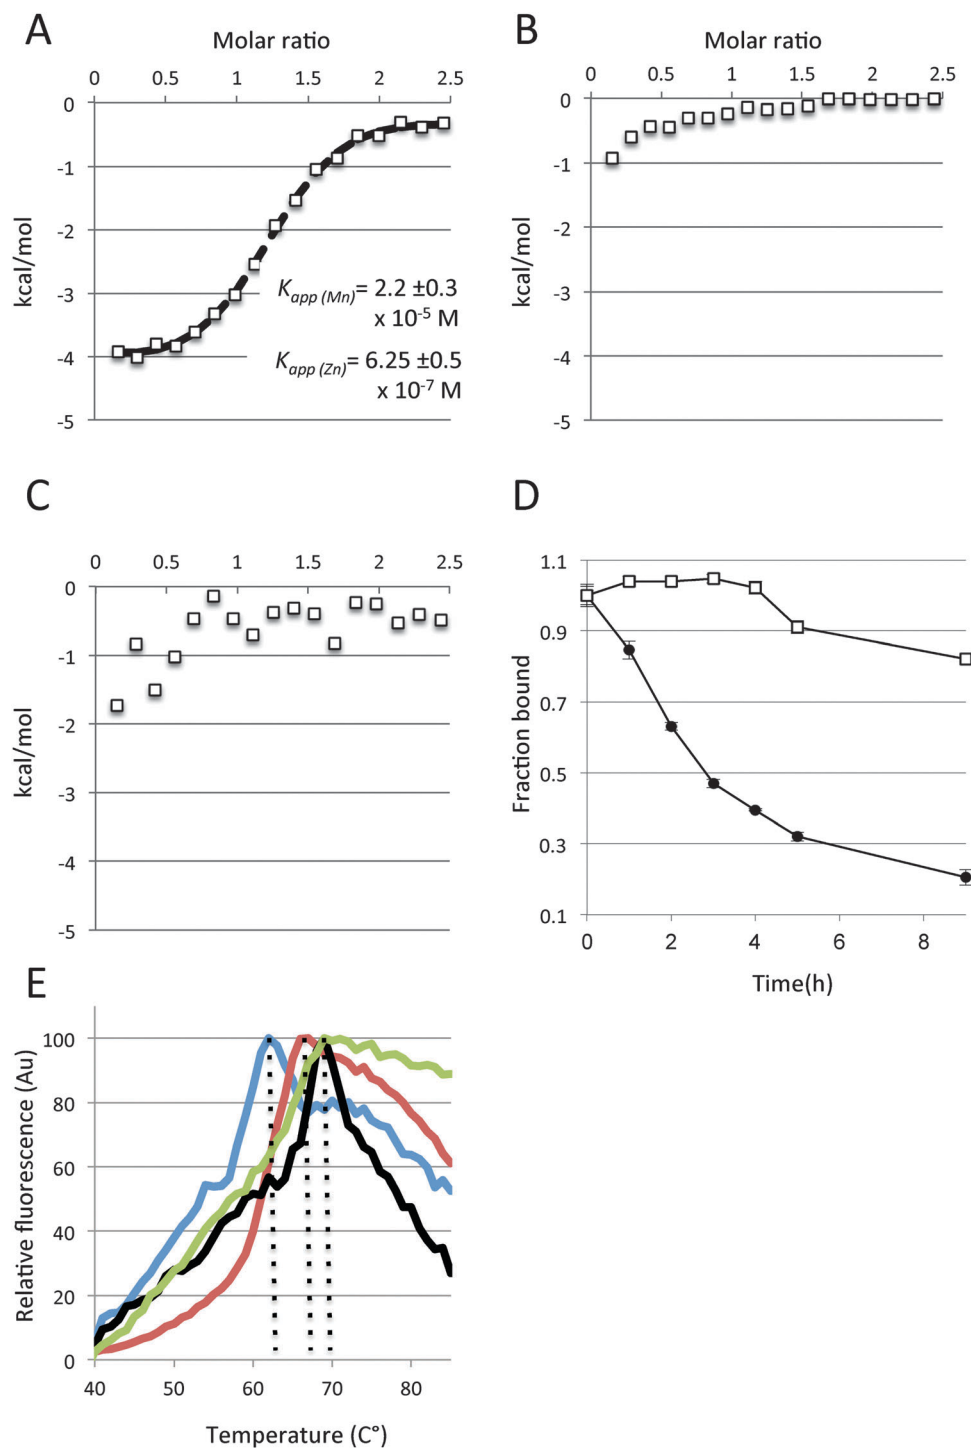 A
Molar ratio
0 0.5 1 1.5 2 2.5
0
-1
-2
-3
-4
-5
kcal/mol
K app (Mn) = 2.2 ±0.3
x 10-5 M
K app (Zn) = 6.25 ±0.5
x 10-7 M
B
Molar ratio
0 0.5 1 1.5 2 2.5
0
-1
-2
-3
-4
-5
kcal/mol
C
0 0.5 1 1.5 2 2.5
0
-1
-2
-3
-4
-5
kcal/mol
D
1.1
0.9
0.7
0.5
0.3
0.1
Fraction bound
0 2 4 6 8
Time(h)
E
100
80
60
40
20
0
Relative fluorescence (Au)
40 50 60 70 80
Temperature (C°)